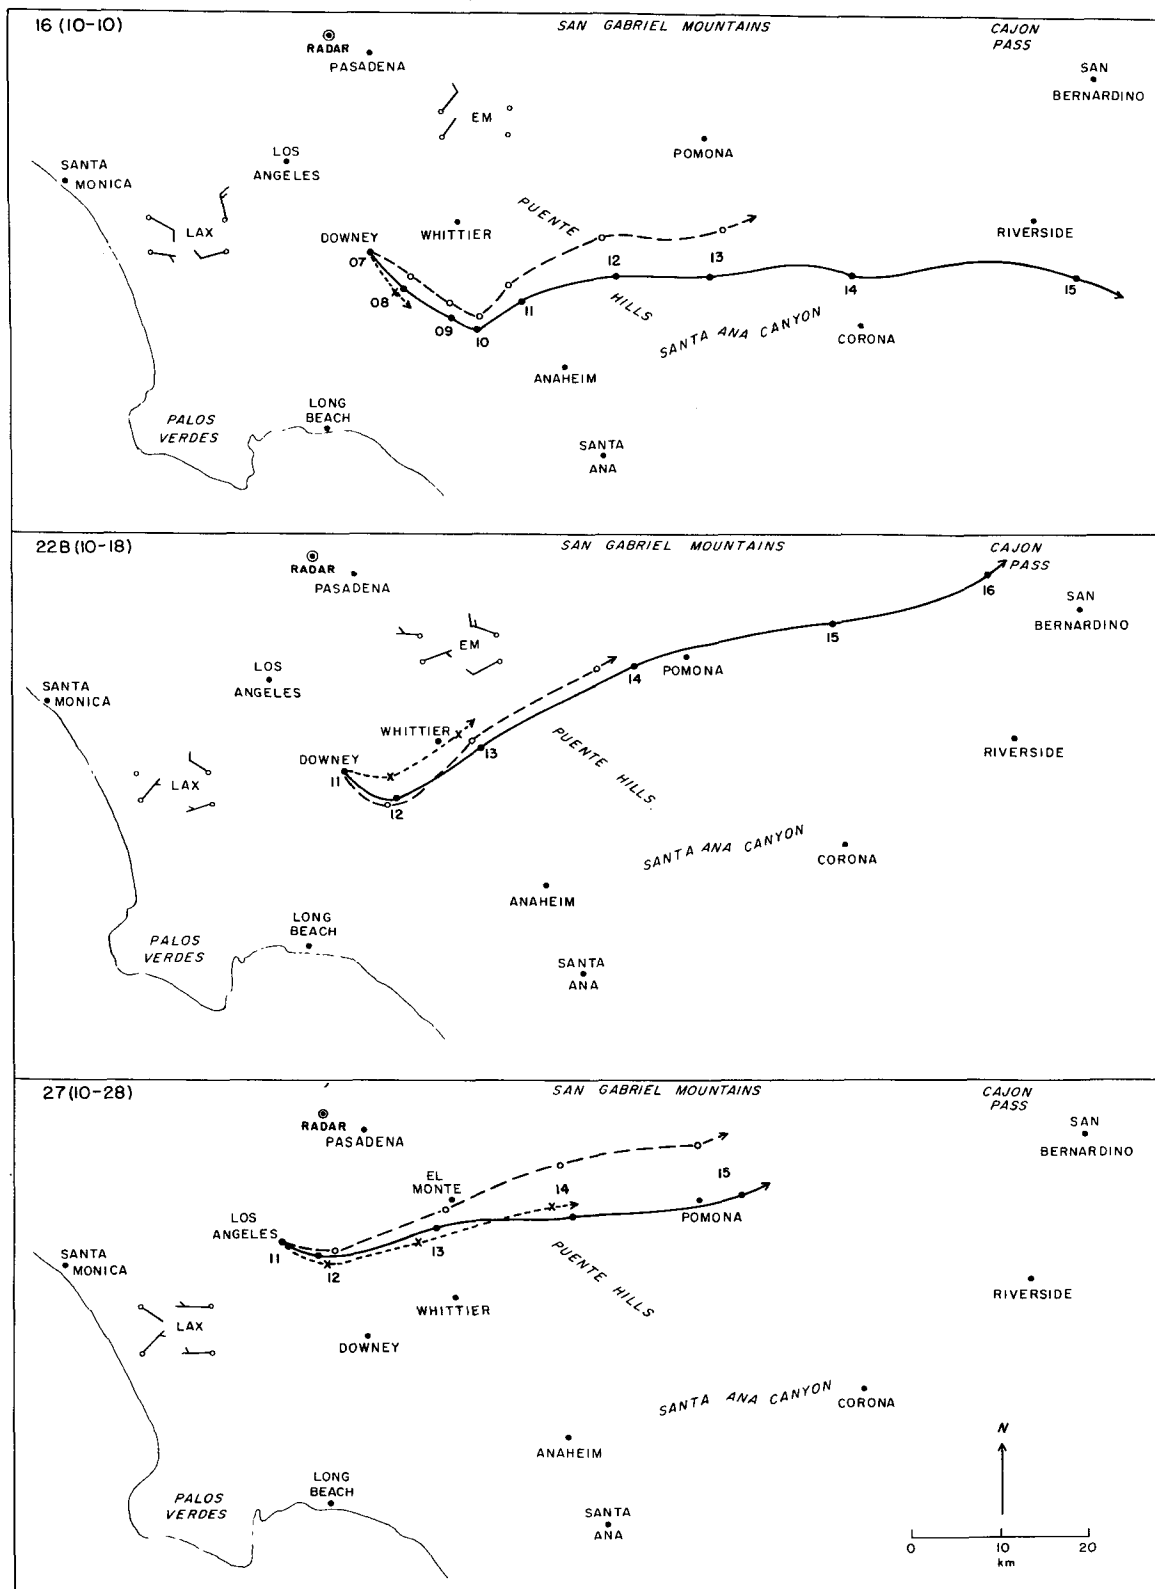 16 (10-10)
SAN GABRIEL MOUNTAINS
CAJON
PASS
RADAR
PASADENA
SAN
BERNARDINO
EM
POMONA
LOS
ANGELES
SANTA
MONICA
LAX
PUENTE
DOWNEY
WHITTIER
RIVERSIDE
07
08
09
10
11
12
13
14
15
HILLS
SANTA ANA CANYON
CORONA
ANAHEIM
LONG
BEACH
PALOS
VERDES
SANTA
ANA
22B (10-18)
SAN GABRIEL MOUNTAINS
CAJON
PASS
RADAR
PASADENA
16
SAN
BERNARDINO
EM
15
LOS
ANGELES
SANTA
MONICA
14
POMONA
WHITTIER
13
PUENTE HILLS
RIVERSIDE
DOWNEY
11
LAX
12
SANTA ANA CANYON
CORONA
ANAHEIM
LONG
BEACH
PALOS
VERDES
SANTA
ANA
27 (10-28)
SAN GABRIEL MOUNTAINS
CAJON
PASS
RADAR
PASADENA
SAN
BERNARDINO
EL
MONTE
14
15
POMONA
LOS
ANGELES
11
12
13
SANTA
MONICA
PUENTE HILLS
RIVERSIDE
WHITTIER
LAX
DOWNEY
SANTA ANA CANYON
CORONA
ANAHEIM
N
LONG
BEACH
PALOS
VERDES
SANTA
ANA
0 10 20
km